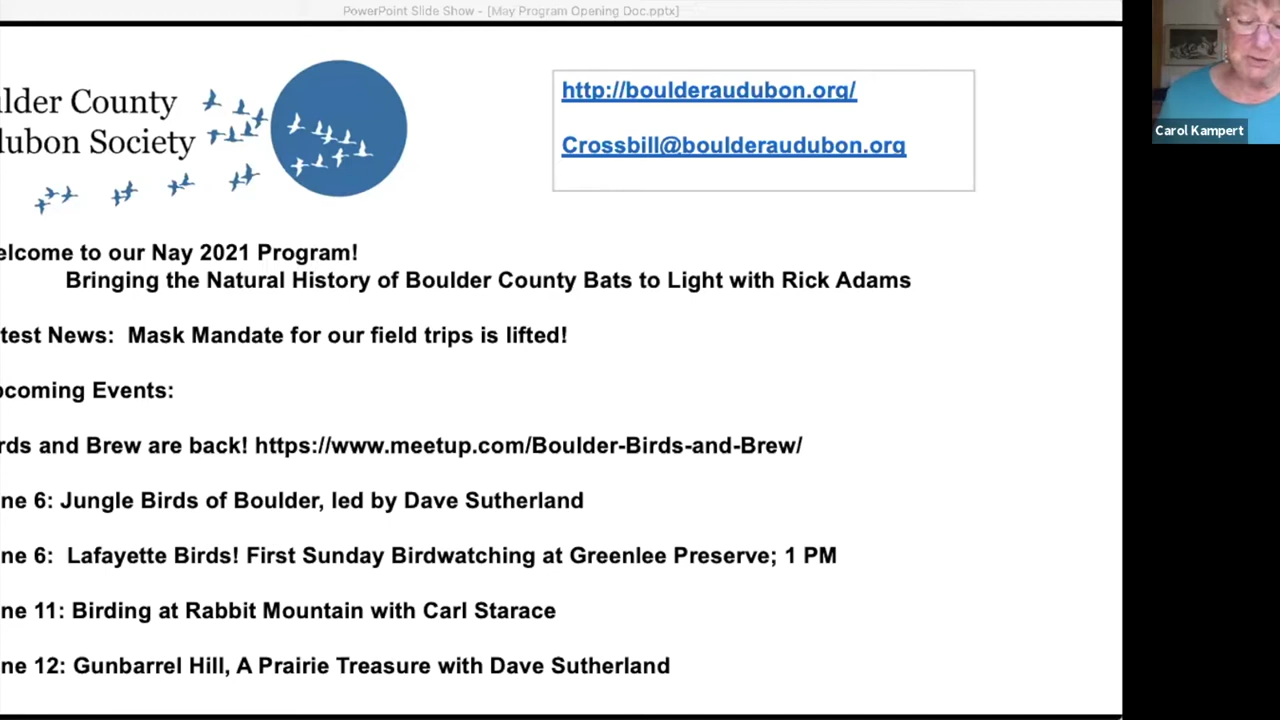 PowerPoint Slide Show - [May Program Opening Doc.pptx]
lder County
dubon Society
http://boulderaudubon.org/
Crossbill@boulderaudubon.org
Carol Kampert
elcome to our Nay 2021 Program!
Bringing the Natural History of Boulder County Bats to Light with Rick Adams
test News:  Mask Mandate for our field trips is lifted!
pcoming Events:
rds and Brew are back! https://www.meetup.com/Boulder-Birds-and-Brew/
ne 6: Jungle Birds of Boulder, led by Dave Sutherland
ne 6:  Lafayette Birds! First Sunday Birdwatching at Greenlee Preserve; 1 PM
ne 11: Birding at Rabbit Mountain with Carl Starace
ne 12: Gunbarrel Hill, A Prairie Treasure with Dave Sutherland